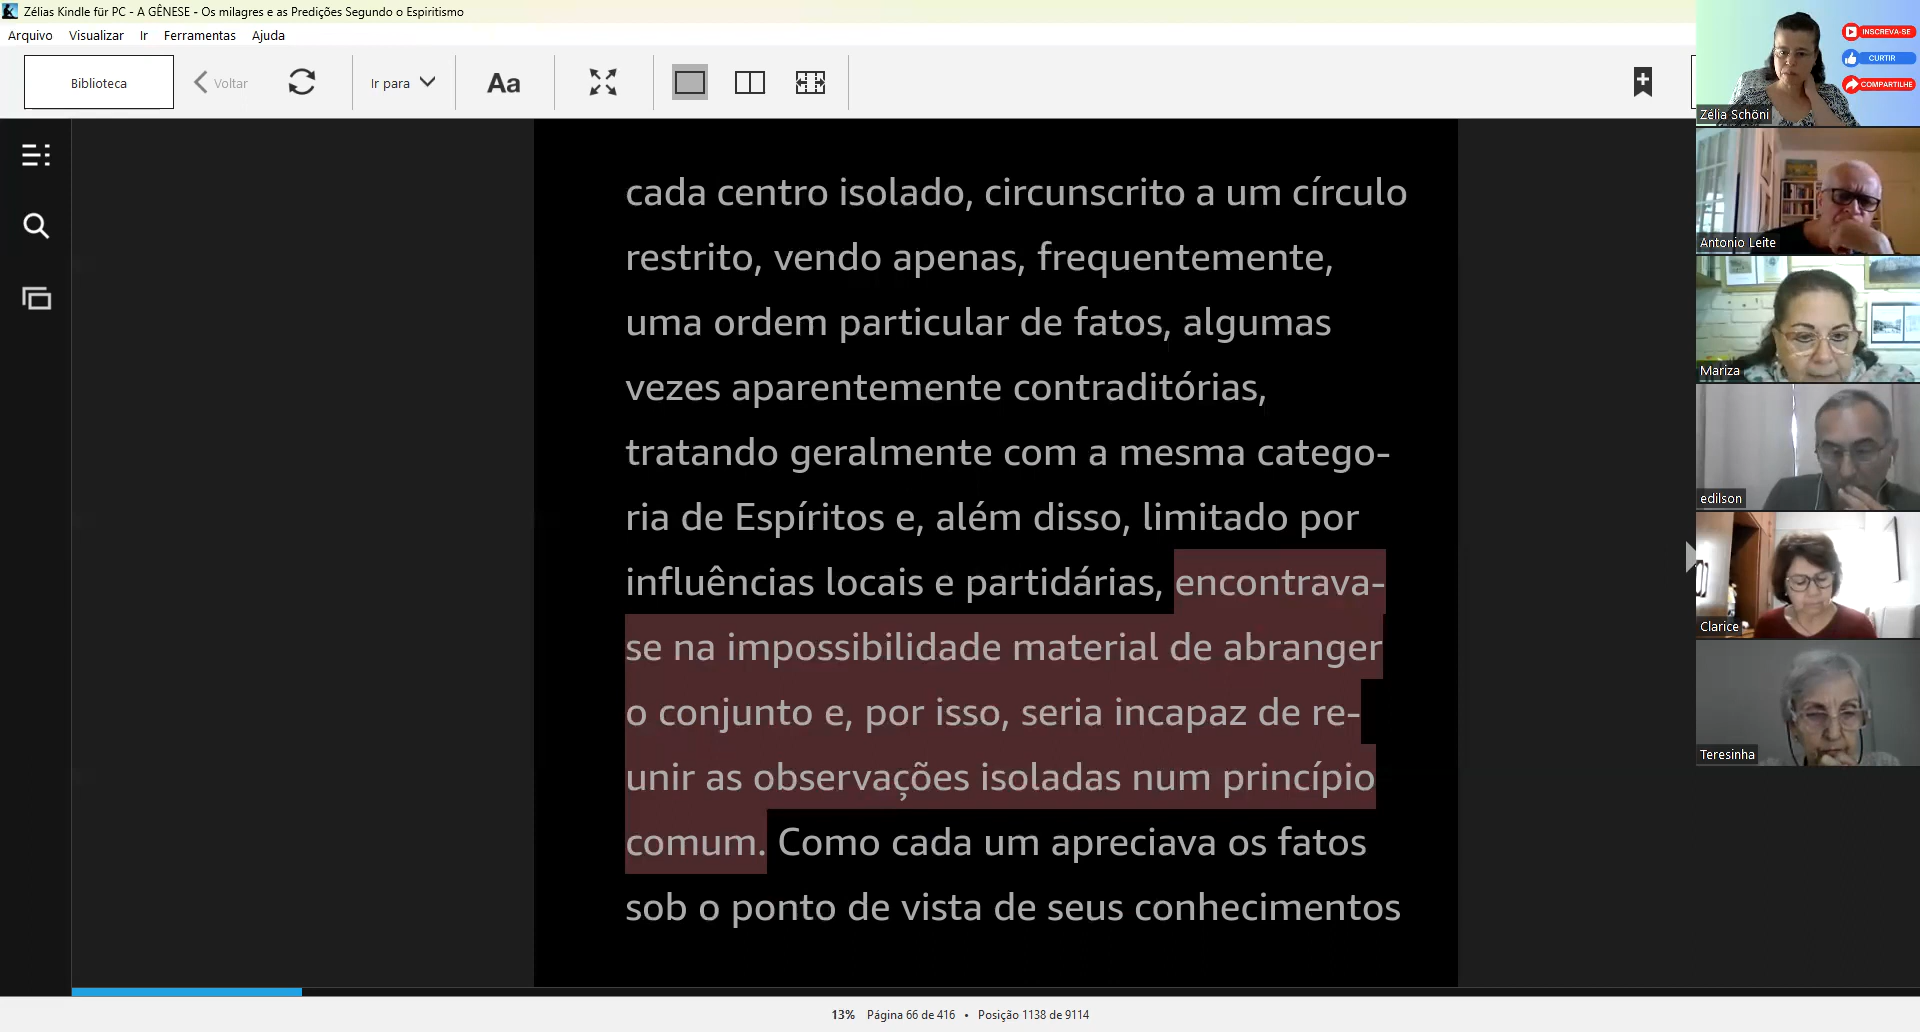 Zélias Kindle für PC - A GÊNESE - Os milagres e as Predições Segundo o Espiritismo
Arquivo Visualizar Ir Ferramentas Ajuda
Biblioteca
Voltar
Ir para
Aa
cada centro isolado, circunscrito a um círculo
restrito, vendo apenas, frequentemente,
uma ordem particular de fatos, algumas
vezes aparentemente contraditórias,
tratando geralmente com a mesma catego-
ria de Espíritos e, além disso, limitado por
influências locais e partidárias, encontrava-
se na impossibilidade material de abranger
o conjunto e, por isso, seria incapaz de re-
unir as observações isoladas num princípio
comum. Como cada um apreciava os fatos
sob o ponto de vista de seus conhecimentos
13% Página 66 de 416 • Posição 1138 de 9114
INSCREVA-SE
CURTIR
COMPARTILHE
Zélia Schöni
Antonio Leite
Mariza
edilson
Clarice
Teresinha